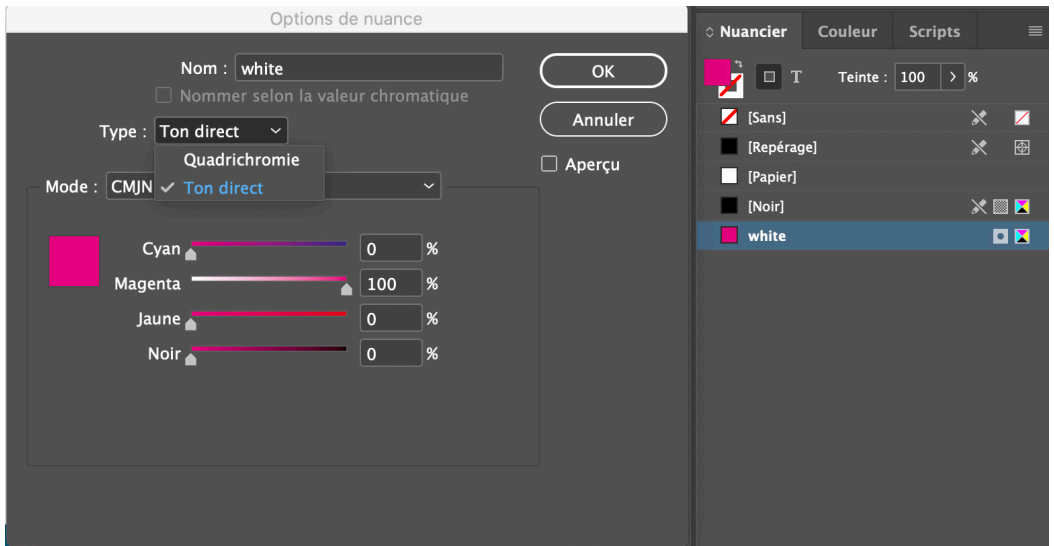 Options de nuance
Nom : white
Nommer selon la valeur chromatique
Type : Ton direct
Quadrichromie
Ton direct
Mode : CMJN
Cyan 0 %
Magenta 100 %
Jaune 0 %
Noir 0 %
OK
Annuler
Aperçu
Nuancier Couleur Scripts
T Teinte : 100 > %
[Sans]
[Repérage]
[Papier]
[Noir]
white